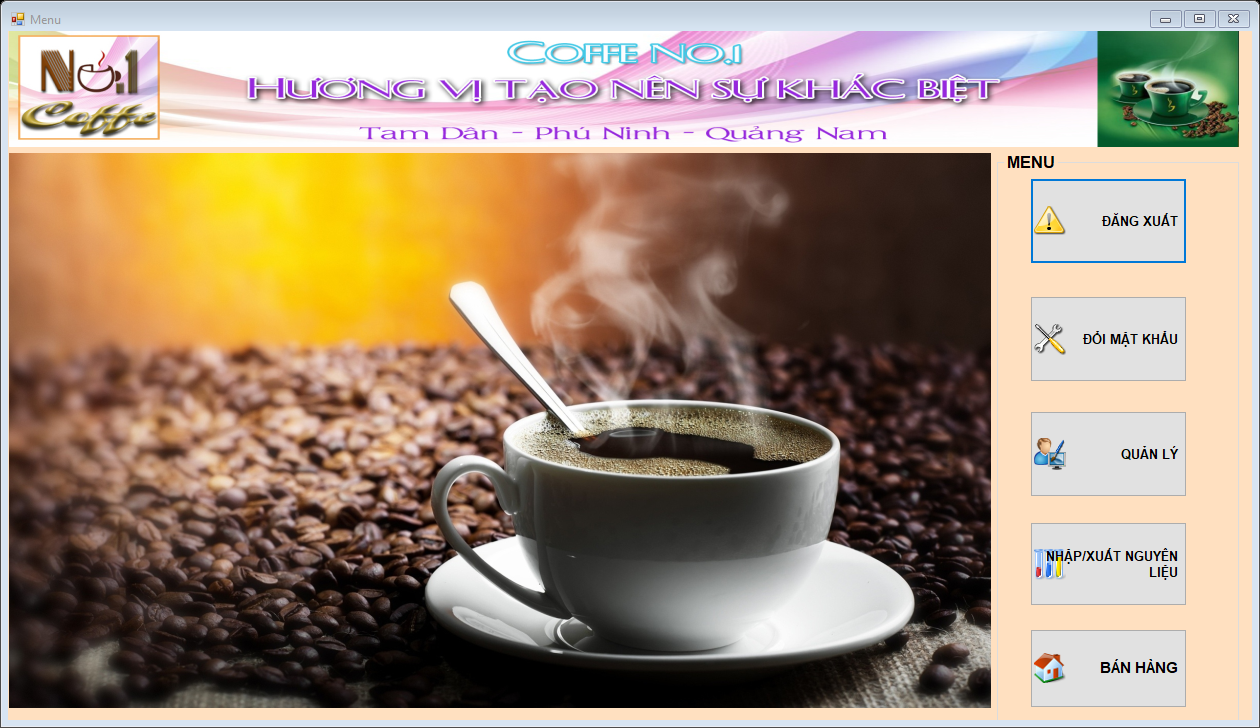 Menu
No.1
Coffe
COFFE NO.1
HƯƠNG VỊ TẠO NÊN SỰ KHÁC BIỆT
Tam Dân - Phú Ninh - Quảng Nam
MENU
ĐĂNG XUẤT
ĐỔI MẬT KHẨU
QUẢN LÝ
NHẬP/XUẤT NGUYÊN
LIỆU
BÁN HÀNG